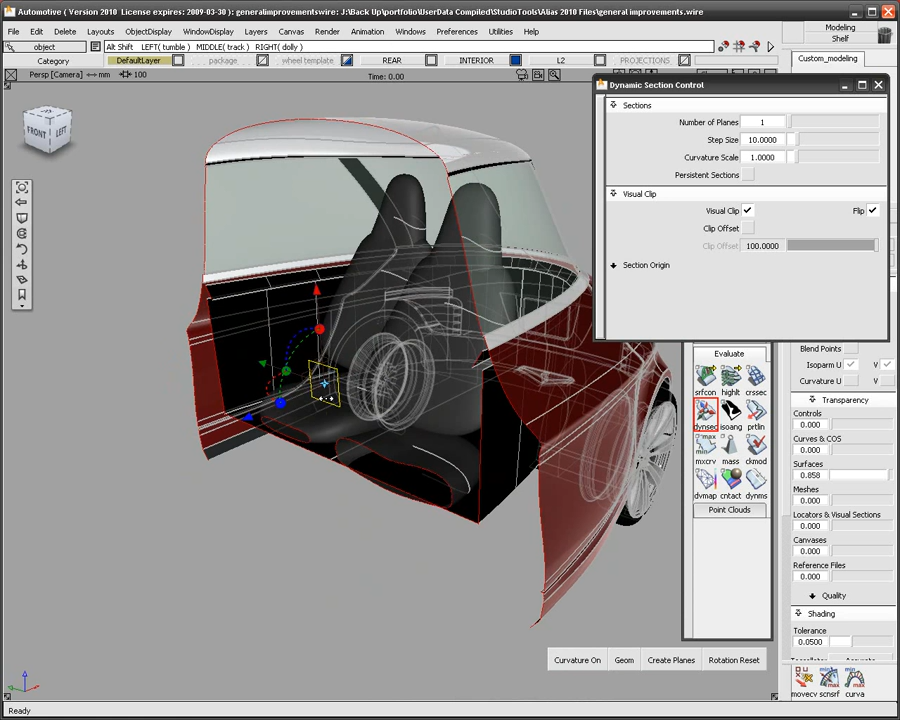 Automotive ( Version 2010 License expires: 2009-03-30 ): generalimprovementswire: J:\Back Up\portfolio\UserData Compiled\StudioTools\Alias 2010 Files\general improvements.wire
File Edit Delete Layouts ObjectDisplay WindowDisplay Layers Canvas Render Animation Windows Preferences Utilities Help
Modeling
Shelf
object
Alt Shift LEFT( tumble ) MIDDLE( track ) RIGHT( dolly )
Category DefaultLayer package wheel template REAR INTERIOR L2 PROJECTIONS
Custom_modeling
Persp [Camera] mm 100
Time: 0.00
Dynamic Section Control
Sections
Number of Planes 1
Step Size 10.0000
Curvature Scale 1.0000
Persistent Sections
Visual Clip
Visual Clip Flip
Clip Offset
Clip Offset 100.0000
Section Origin
FRONT LEFT
Evaluate
srfcon highlt crssec
dynsec isoang prtlin
mxcrv mass ckmod
dvmap cntact dynms
Point Clouds
Blend Points
Isoparm U V
Curvature U V
Transparency
Controls
0.000
Curves & COS
0.000
Surfaces
0.858
Meshes
0.000
Locators & Visual Sections
0.000
Canvases
0.000
Reference Files
0.000
Quality
Shading
Tolerance
0.0500
Curvature On Geom Create Planes Rotation Reset
movecv scnsrf curva
Ready